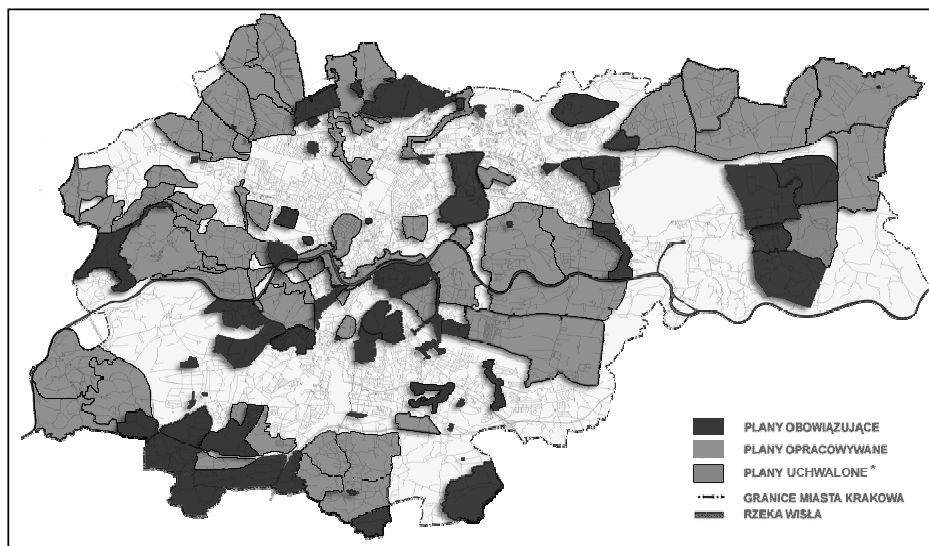 PLANY OBOWIĄZUJĄCE
PLANY OPRACOWYWANE
PLANY UCHWALONE *
GRANICE MIASTA KRAKOWA
RZEKA WISŁA